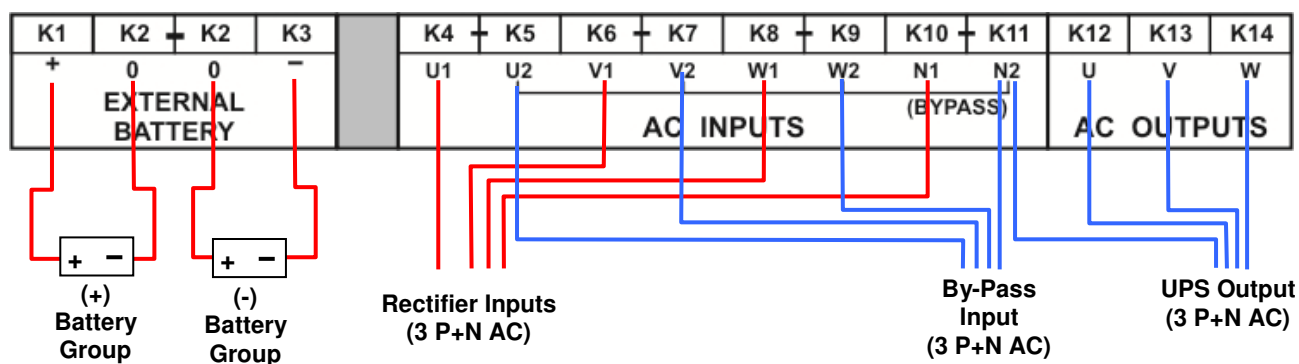 K1 K2 K2 K3 K4 K5 K6 K7 K8 K9 K10 K11 K12 K13 K14
+ 0 0 − U1 U2 V1 V2 W1 W2 N1 N2 U V W
EXTERNAL
BATTERY
(BYPASS)
AC INPUTS
AC OUTPUTS
+ −
+ −
(+)
Battery
Group
(-)
Battery
Group
Rectifier Inputs
(3 P+N AC)
By-Pass
Input
(3 P+N AC)
UPS Output
(3 P+N AC)